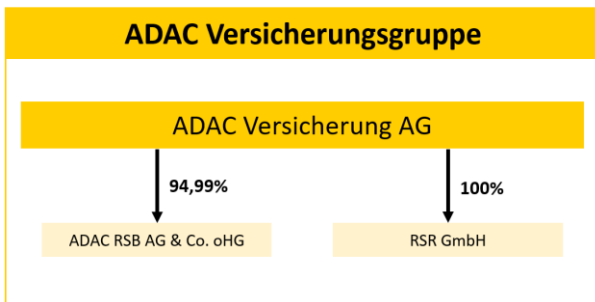 ADAC Versicherungsgruppe
ADAC Versicherung AG
94,99%
100%
ADAC RSB AG & Co. oHG
RSR GmbH